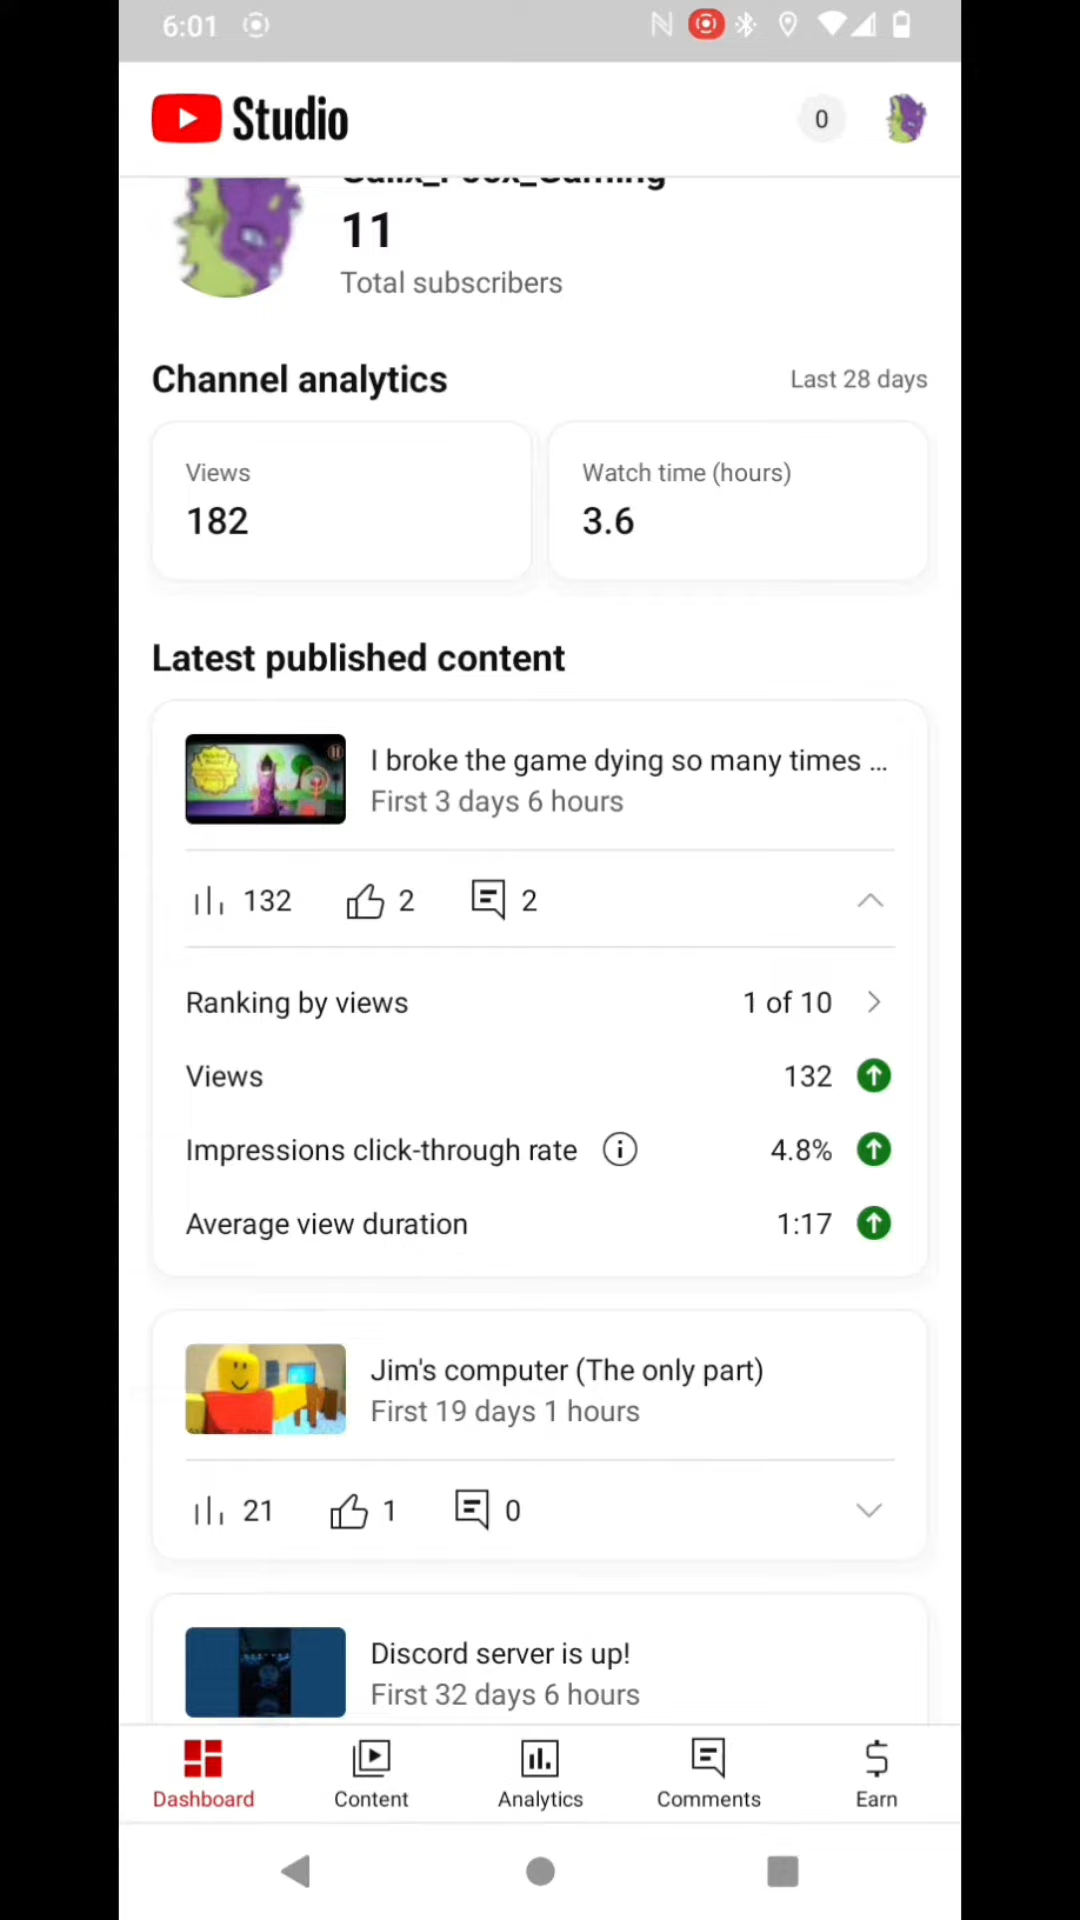 6:01
Studio
0
11
Total subscribers
Channel analytics
Last 28 days
Views
Watch time (hours)
182
3.6
Latest published content
I broke the game dying so many times ...
First 3 days 6 hours
132
2
2
Ranking by views
1 of 10
Views
132
Impressions click-through rate
4.8%
Average view duration
1:17
Jim's computer (The only part)
First 19 days 1 hours
21
1
0
Discord server is up!
First 32 days 6 hours
Dashboard
Content
Analytics
Comments
Earn